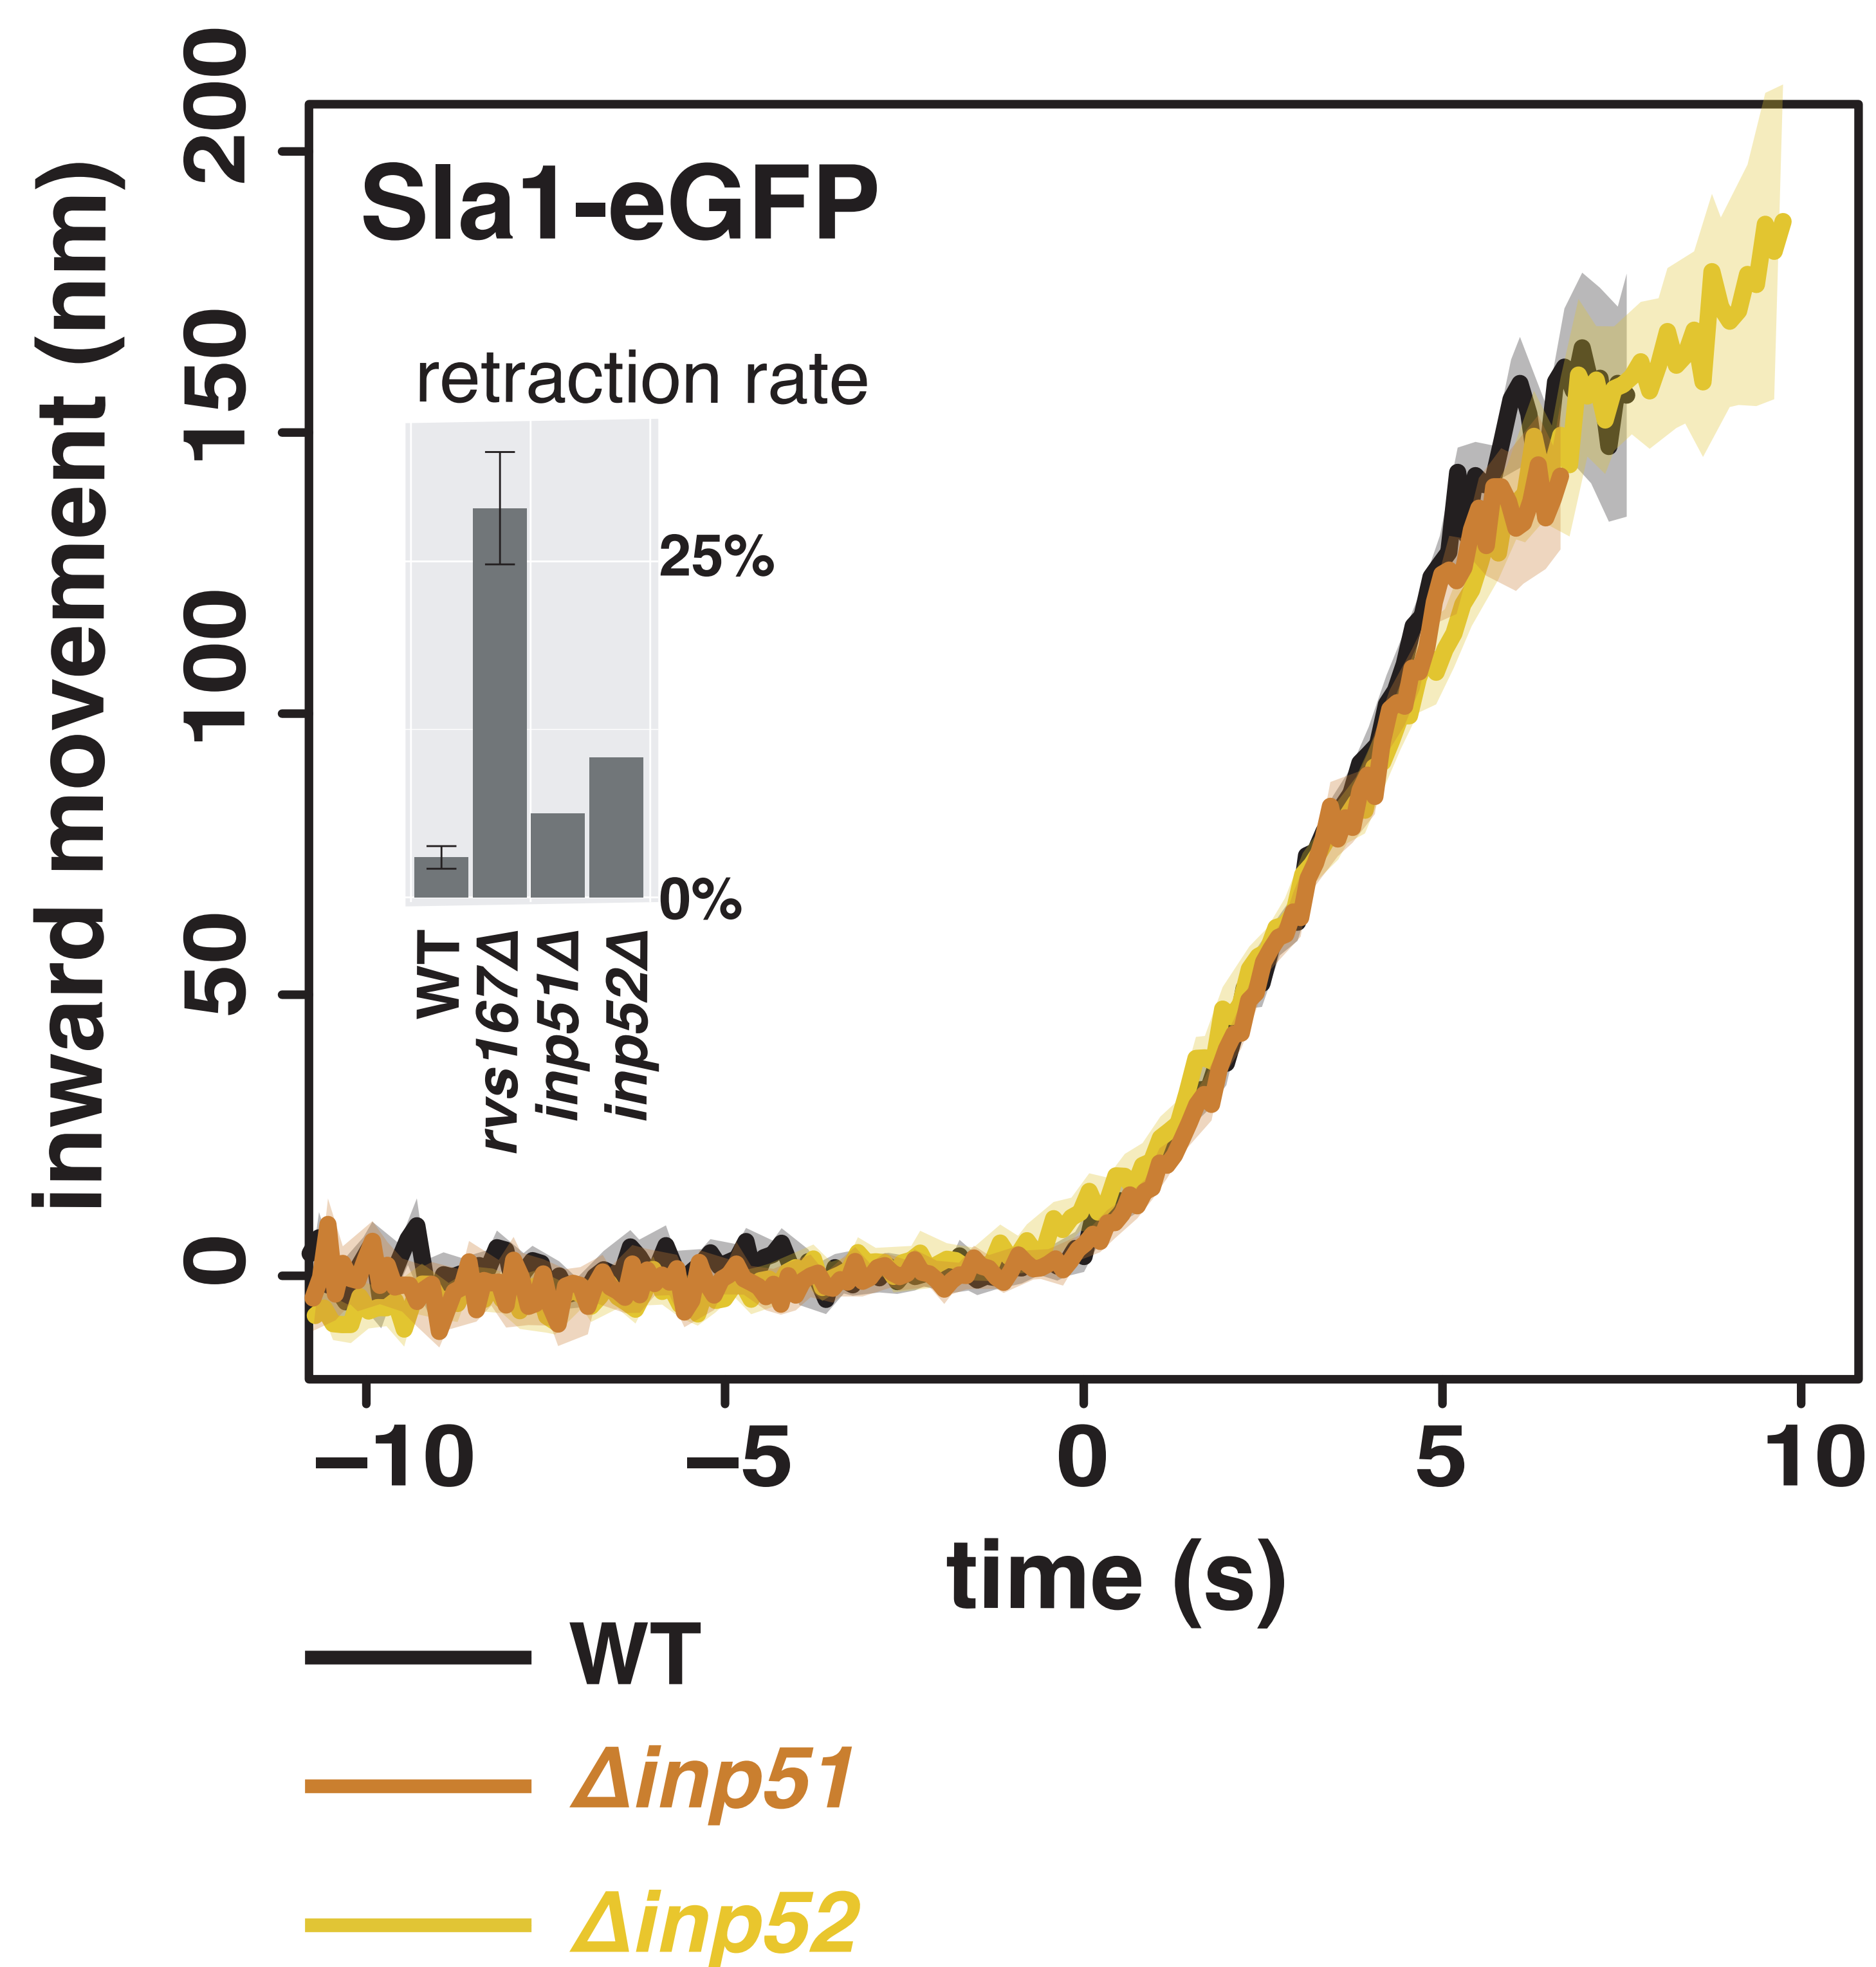 inward movement (nm)
200
150
100
50
0
Sla1-eGFP
retraction rate
25%
0%
WT
rvs167Δ
inp51Δ
inp52Δ
−10 −5 0 5 10
time (s)
WT
Δinp51
Δinp52